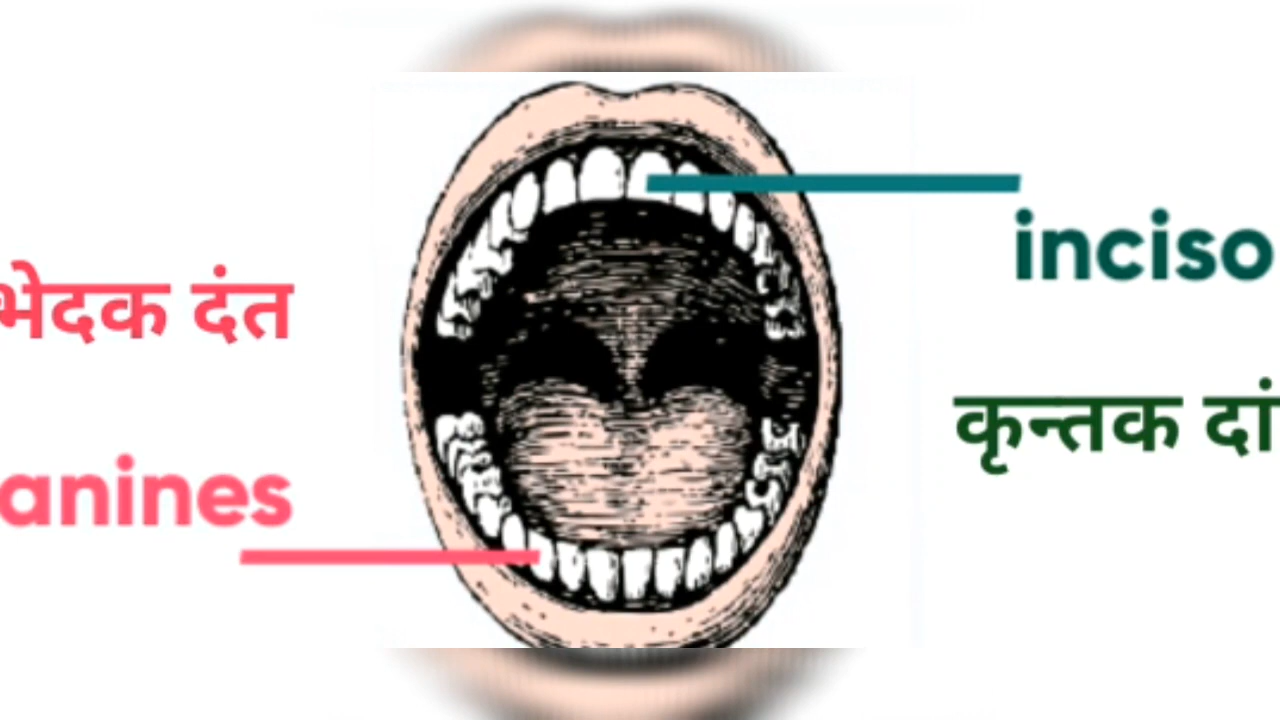 inciso
भेदक दंत
कृन्तक दां
anines